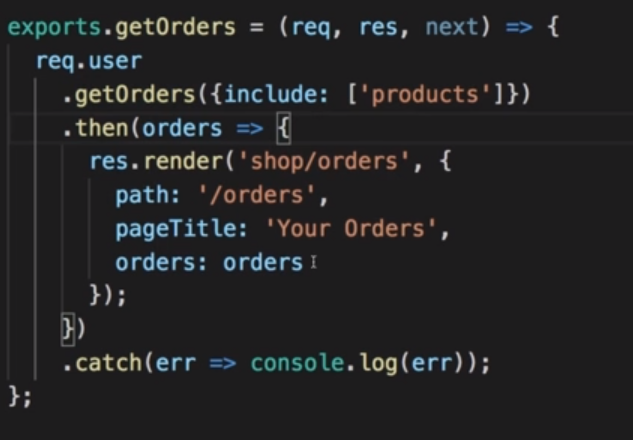 exports.getOrders = (req, res, next) => {
  req.user
    .getOrders({include: ['products']})
    .then(orders => {
      res.render('shop/orders', {
        path: '/orders',
        pageTitle: 'Your Orders',
        orders: orders
      });
    })
    .catch(err => console.log(err));
};